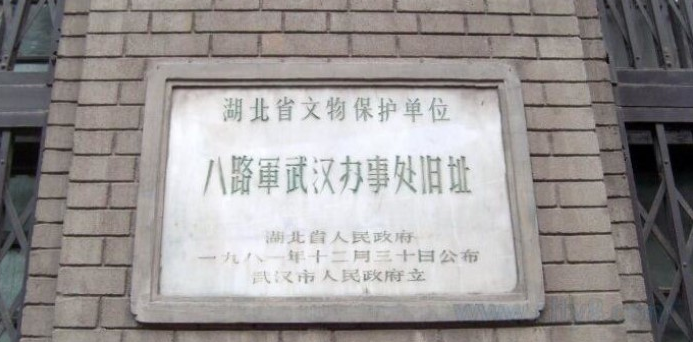 湖北省文物保护单位
八路軍武汉办事处旧址
湖北省人民政府
一九八一年十二月三十日公布
武汉市人民政府立